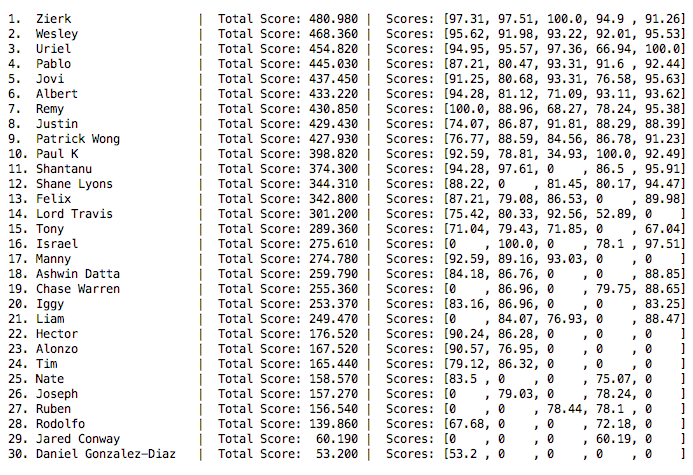 1.  Zierk                 |  Total Score: 480.980 |  Scores: [97.31, 97.51, 100.0, 94.9 , 91.26]
2.  Wesley                |  Total Score: 468.360 |  Scores: [95.62, 91.98, 93.22, 92.01, 95.53]
3.  Uriel                 |  Total Score: 454.820 |  Scores: [94.95, 95.57, 97.36, 66.94, 100.0]
4.  Pablo                 |  Total Score: 445.030 |  Scores: [87.21, 80.47, 93.31, 91.6 , 92.44]
5.  Jovi                  |  Total Score: 437.450 |  Scores: [91.25, 80.68, 93.31, 76.58, 95.63]
6.  Albert                |  Total Score: 433.220 |  Scores: [94.28, 81.12, 71.09, 93.11, 93.62]
7.  Remy                  |  Total Score: 430.850 |  Scores: [100.0, 88.96, 68.27, 78.24, 95.38]
8.  Justin                |  Total Score: 429.430 |  Scores: [74.07, 86.87, 91.81, 88.29, 88.39]
9.  Patrick Wong          |  Total Score: 427.930 |  Scores: [76.77, 88.59, 84.56, 86.78, 91.23]
10. Paul K                |  Total Score: 398.820 |  Scores: [92.59, 78.81, 34.93, 100.0, 92.49]
11. Shantanu              |  Total Score: 374.300 |  Scores: [94.28, 97.61, 0    , 86.5 , 95.91]
12. Shane Lyons           |  Total Score: 344.310 |  Scores: [88.22, 0    , 81.45, 80.17, 94.47]
13. Felix                 |  Total Score: 342.800 |  Scores: [87.21, 79.08, 86.53, 0    , 89.98]
14. Lord Travis           |  Total Score: 301.200 |  Scores: [75.42, 80.33, 92.56, 52.89, 0    ]
15. Tony                  |  Total Score: 289.360 |  Scores: [71.04, 79.43, 71.85, 0    , 67.04]
16. Israel                |  Total Score: 275.610 |  Scores: [0    , 100.0, 0    , 78.1 , 97.51]
17. Manny                 |  Total Score: 274.780 |  Scores: [92.59, 89.16, 93.03, 0    , 0    ]
18. Ashwin Datta          |  Total Score: 259.790 |  Scores: [84.18, 86.76, 0    , 0    , 88.85]
19. Chase Warren          |  Total Score: 255.360 |  Scores: [0    , 86.96, 0    , 79.75, 88.65]
20. Iggy                  |  Total Score: 253.370 |  Scores: [83.16, 86.96, 0    , 0    , 83.25]
21. Liam                  |  Total Score: 249.470 |  Scores: [0    , 84.07, 76.93, 0    , 88.47]
22. Hector                |  Total Score: 176.520 |  Scores: [90.24, 86.28, 0    , 0    , 0    ]
23. Alonzo                |  Total Score: 167.520 |  Scores: [90.57, 76.95, 0    , 0    , 0    ]
24. Tim                   |  Total Score: 165.440 |  Scores: [79.12, 86.32, 0    , 0    , 0    ]
25. Nate                  |  Total Score: 158.570 |  Scores: [83.5 , 0    , 0    , 75.07, 0    ]
26. Joseph                |  Total Score: 157.270 |  Scores: [0    , 79.03, 0    , 78.24, 0    ]
27. Ruben                 |  Total Score: 156.540 |  Scores: [0    , 0    , 78.44, 78.1 , 0    ]
28. Rodolfo               |  Total Score: 139.860 |  Scores: [67.68, 0    , 0    , 72.18, 0    ]
29. Jared Conway          |  Total Score:  60.190 |  Scores: [0    , 0    , 0    , 60.19, 0    ]
30. Daniel Gonzalez-Diaz  |  Total Score:  53.200 |  Scores: [53.2 , 0    , 0    , 0    , 0    ]